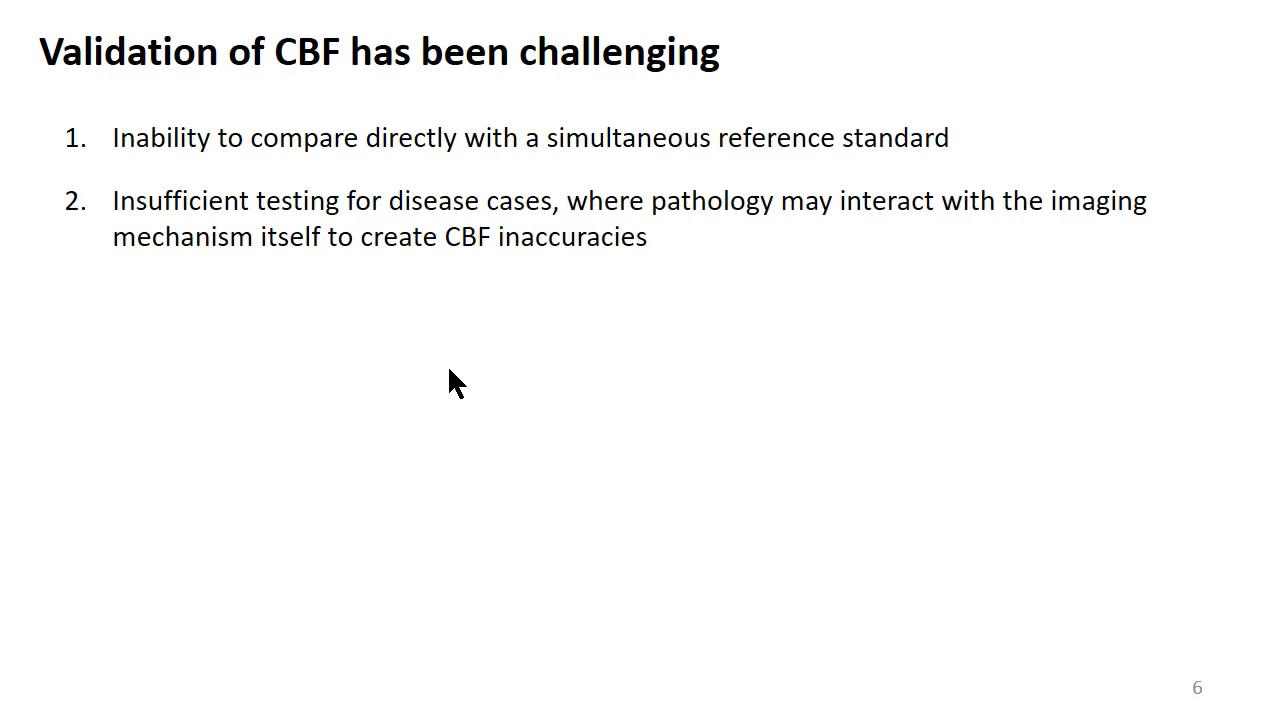 Validation of CBF has been challenging
1. Inability to compare directly with a simultaneous reference standard
2. Insufficient testing for disease cases, where pathology may interact with the imaging
mechanism itself to create CBF inaccuracies
6